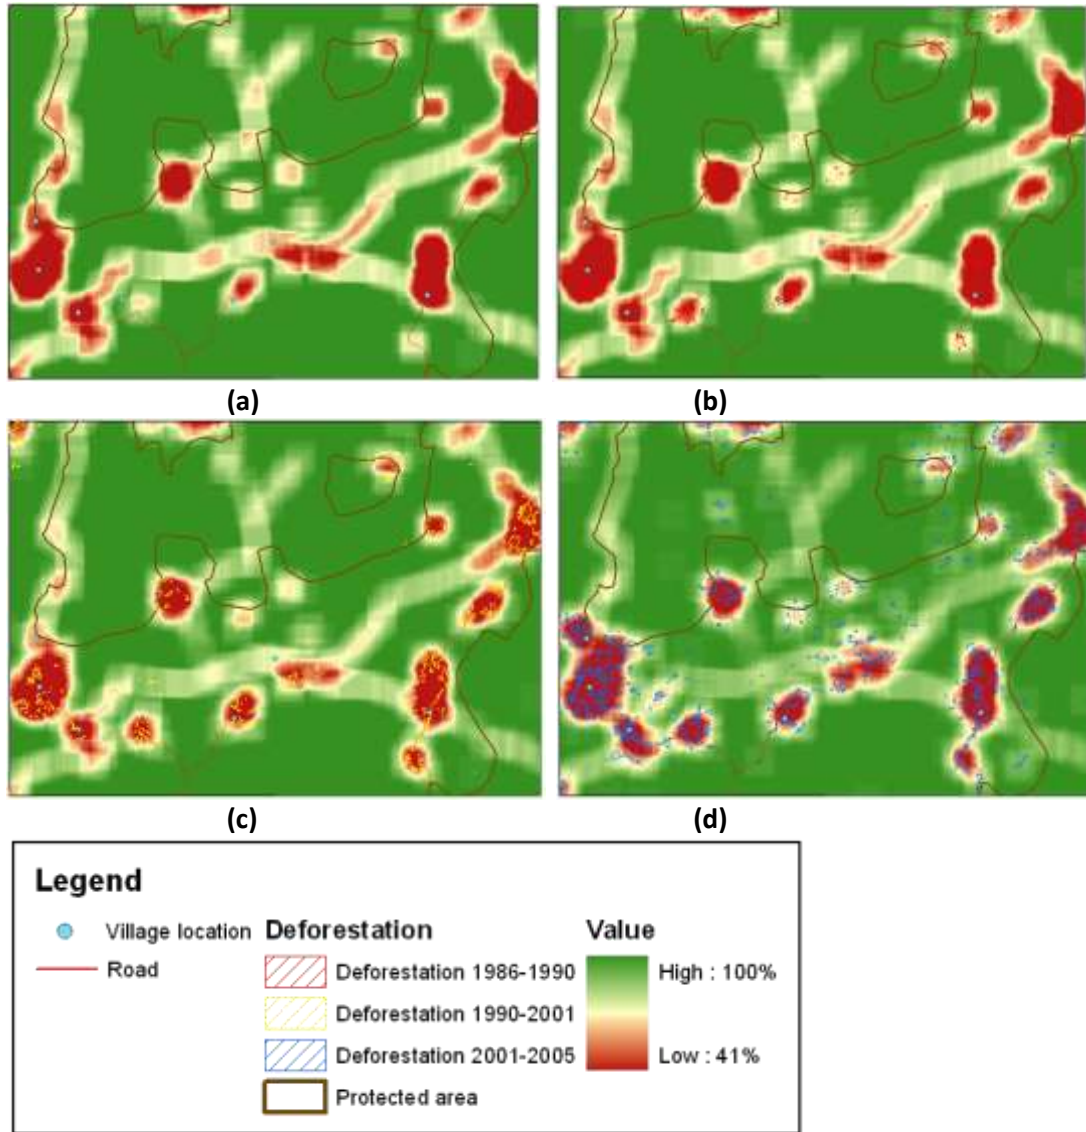 (a) (b)
(c) (d)
Legend
Village location Deforestation Value
Road Deforestation 1986-1990 High : 100%
Deforestation 1990-2001
Deforestation 2001-2005 Low : 41%
Protected area